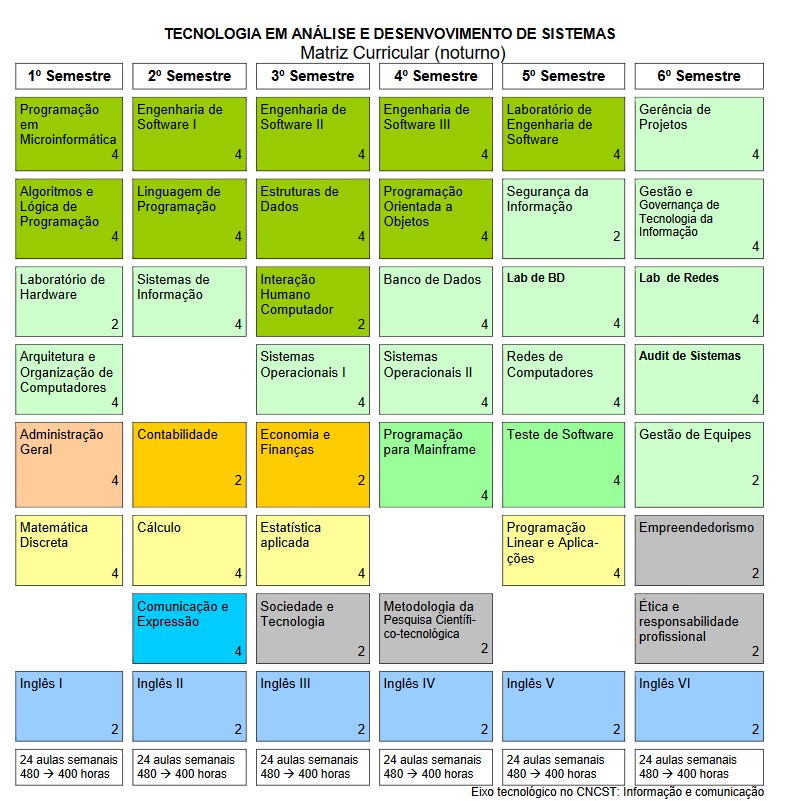 TECNOLOGIA EM ANÁLISE E DESENVOVIMENTO DE SISTEMAS
Matriz Curricular (noturno)
1º Semestre
2º Semestre
3º Semestre
4º Semestre
5º Semestre
6º Semestre
Programação
em
Microinformática
4
Engenharia de
Software I
4
Engenharia de
Software II
4
Engenharia de
Software III
4
Laboratório de
Engenharia de
Software
4
Gerência de
Projetos
4
Algoritmos e
Lógica de
Programação
4
Linguagem de
Programação
4
Estruturas de
Dados
4
Programação
Orientada a
Objetos
4
Segurança da
Informação
2
Gestão e
Governança de
Tecnologia da
Informação
4
Laboratório de
Hardware
2
Sistemas de
Informação
4
Interação
Humano
Computador
2
Banco de Dados
4
Lab de BD
4
Lab de Redes
4
Arquitetura e
Organização de
Computadores
4
Sistemas
Operacionais I
4
Sistemas
Operacionais II
4
Redes de
Computadores
4
Audit de Sistemas
4
Administração
Geral
4
Contabilidade
2
Economia e
Finanças
2
Programação
para Mainframe
4
Teste de Software
4
Gestão de Equipes
2
Matemática
Discreta
4
Cálculo
4
Estatística
aplicada
4
Programação
Linear e Aplica-
ções
4
Empreendedorismo
2
Comunicação e
Expressão
4
Sociedade e
Tecnologia
2
Metodologia da
Pesquisa Científi-
co-tecnológica
2
Ética e
responsabilidade
profissional
2
Inglês I
2
Inglês II
2
Inglês III
2
Inglês IV
2
Inglês V
2
Inglês VI
2
24 aulas semanais
480 → 400 horas
24 aulas semanais
480 → 400 horas
24 aulas semanais
480 → 400 horas
24 aulas semanais
480 → 400 horas
24 aulas semanais
480 → 400 horas
24 aulas semanais
480 → 400 horas
Eixo tecnológico no CNCST: Informação e comunicação